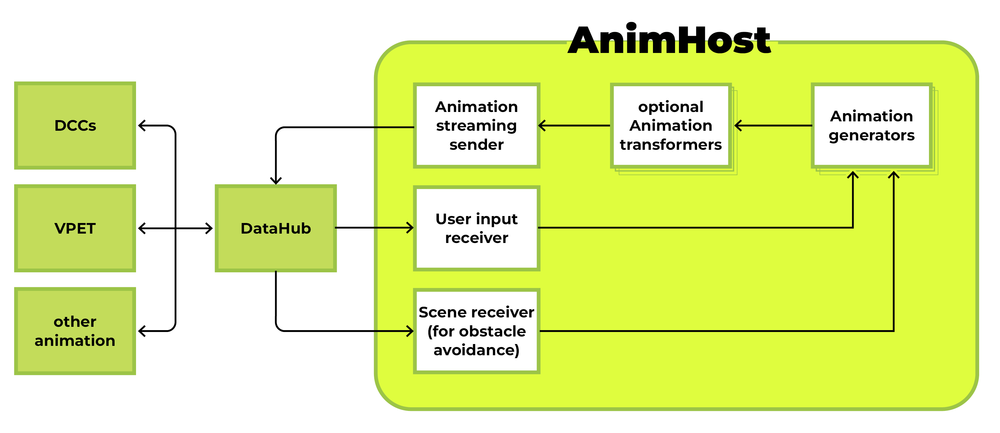 AnimHost
DCCs
VPET
other
animation
DataHub
Animation
streaming
sender
User input
receiver
Scene receiver
(for obstacle
avoidance)
optional
Animation
transformers
Animation
generators